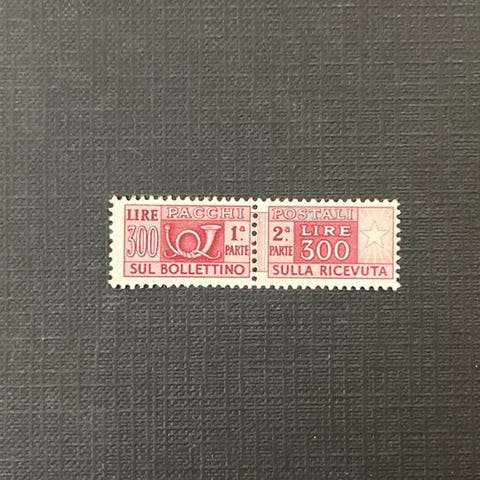 LIRE PACCHI
300 1ª PARTE
SUL BOLLETTINO
POSTALI
2ª PARTE LIRE 300
SULLA RICEVUTA